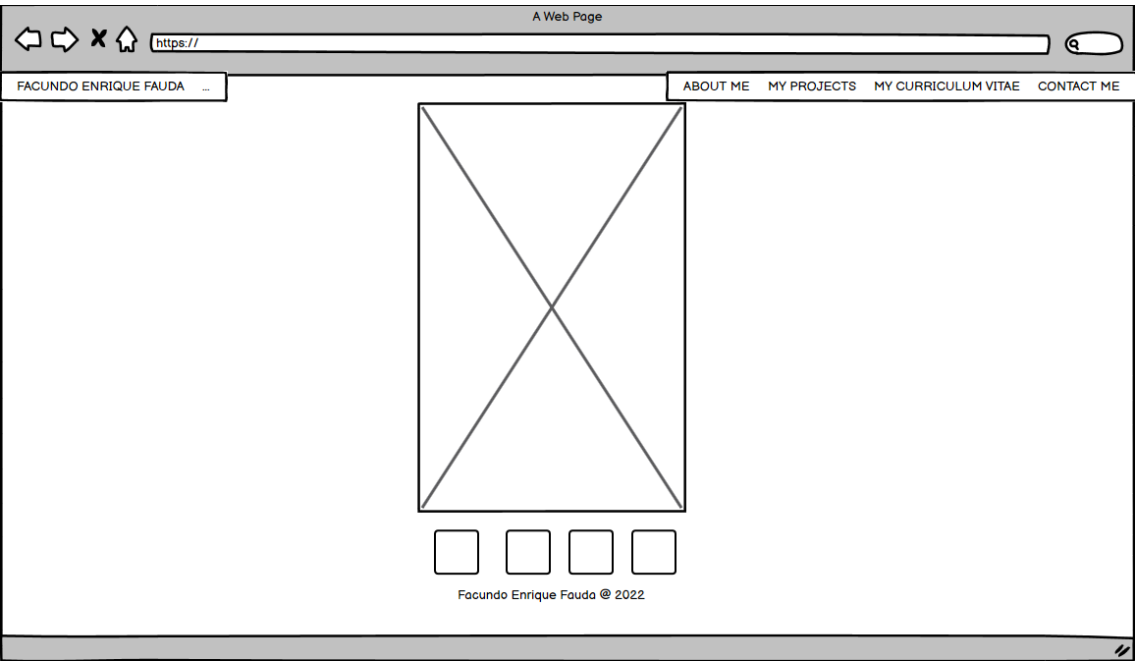 A Web Page
https://
FACUNDO ENRIQUE FAUDA ...
ABOUT ME MY PROJECTS MY CURRICULUM VITAE CONTACT ME
Facundo Enrique Fauda @ 2022